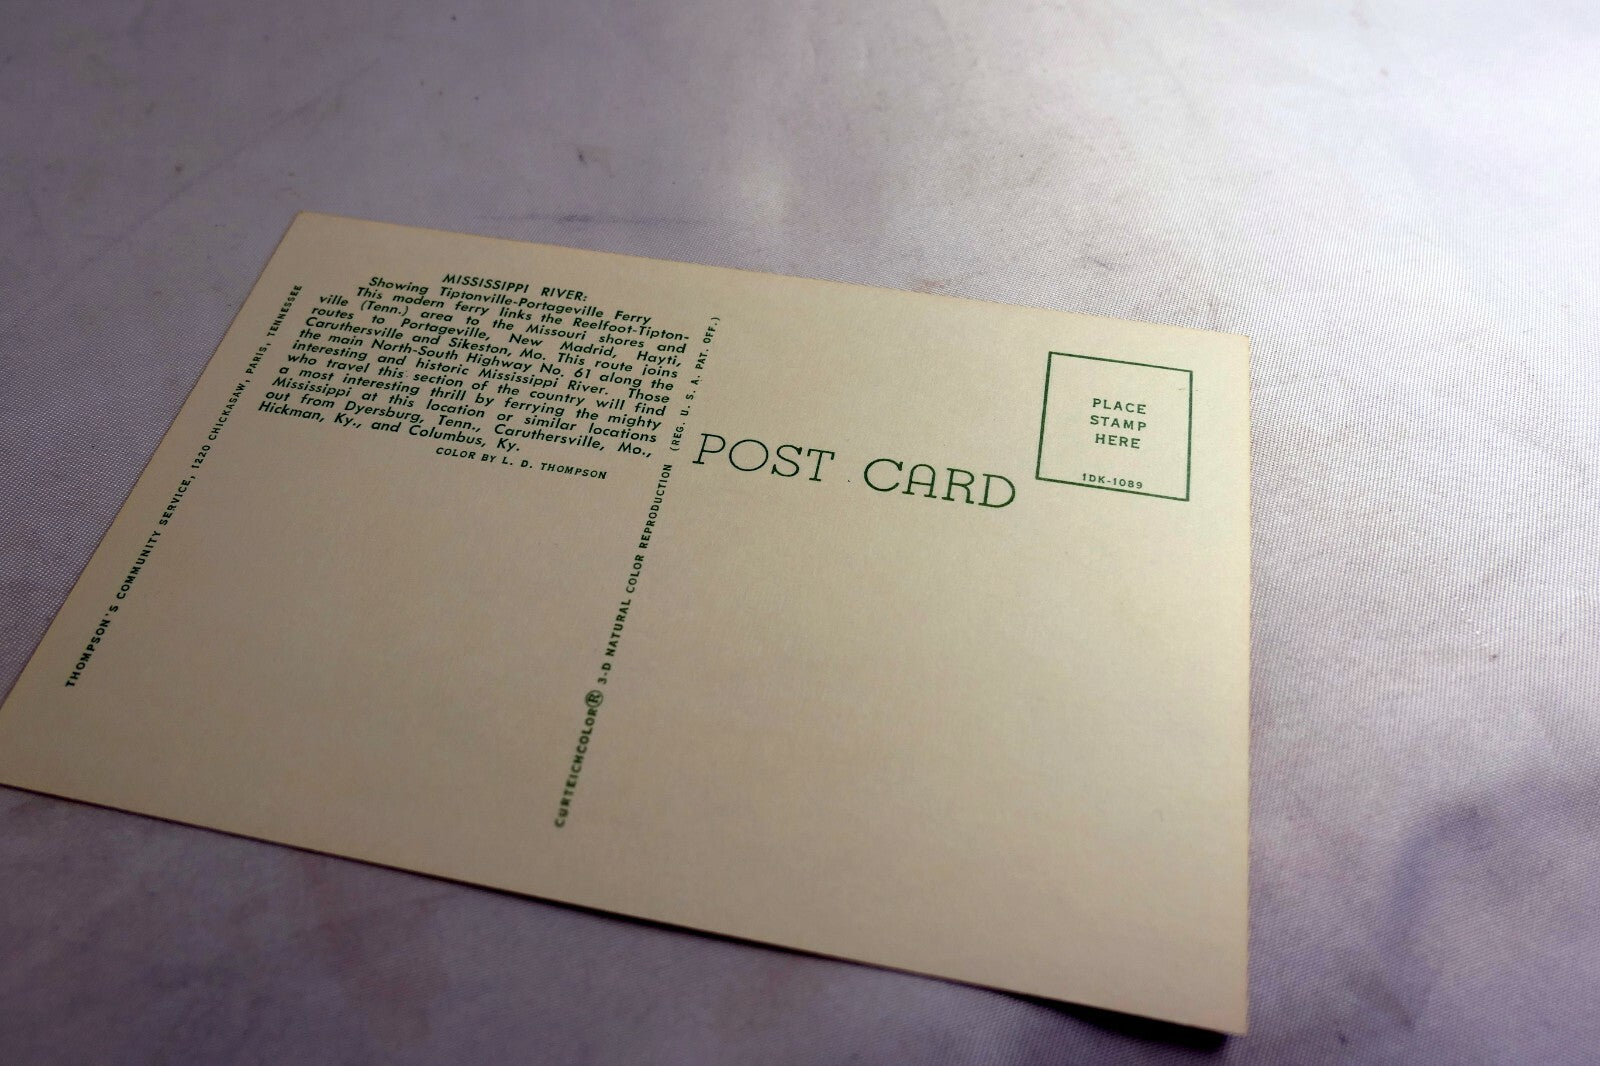 MISSISSIPPI RIVER:
Showing Tiptonville-Portageville Ferry
This modern ferry links the Reelfoot-Tipton-
ville (Tenn.) area to the Missouri shores and
routes to Portageville, New Madrid, Hayti,
Caruthersville and Sikeston, Mo. This route joins
the main North-South Highway No. 61 along the
interesting and historic Mississippi River. Those
who travel this section of the country will find
a most interesting thrill by ferrying the mighty
Mississippi at this location or similar locations
out from Dyersburg, Tenn., Caruthersville, Mo.,
Hickman, Ky., and Columbus, Ky.
COLOR BY L. D. THOMPSON
THOMPSON'S COMMUNITY SERVICE, 1220 CHICKASAW, PARIS, TENNESSEE
CURTEICHCOLOR® 3-D NATURAL COLOR REPRODUCTION (REG. U. S. A. PAT. OFF.)
POST CARD
PLACE
STAMP
HERE
1DK-1089